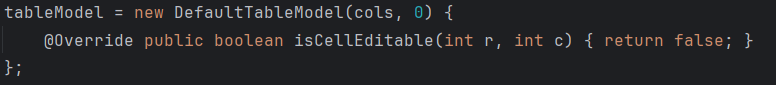 tableModel = new DefaultTableModel(cols, 0) {
    @Override public boolean isCellEditable(int r, int c) { return false; }
};